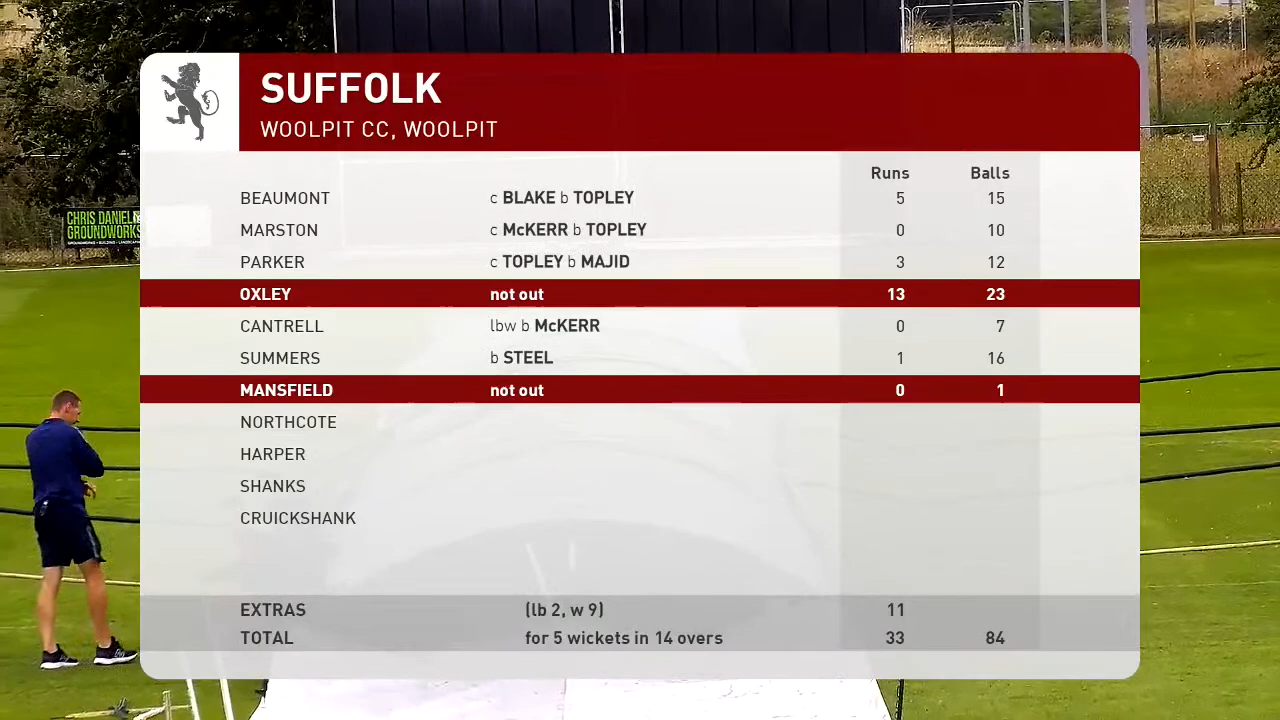 SUFFOLK
WOOLPIT CC, WOOLPIT
Runs Balls
BEAUMONT c BLAKE b TOPLEY 5 15
MARSTON c McKERR b TOPLEY 0 10
PARKER c TOPLEY b MAJID 3 12
OXLEY not out 13 23
CANTRELL lbw b McKERR 0 7
SUMMERS b STEEL 1 16
MANSFIELD not out 0 1
NORTHCOTE
HARPER
SHANKS
CRUICKSHANK
EXTRAS (lb 2, w 9) 11
TOTAL for 5 wickets in 14 overs 33 84
CHRIS DANIEL
GROUNDWORKS